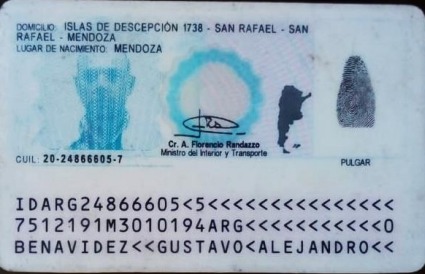 DOMICILIO: ISLAS DE DESCEPCIÓN 1738 - SAN RAFAEL - SAN
RAFAEL - MENDOZA
LUGAR DE NACIMIENTO: MENDOZA
Cr. A. Florencio Randazzo
Ministro del Interior y Transporte
CUIL: 20-24866605-7
PULGAR
IDARG24866605<5<<<<<<<<<<<<<<<
7512191M3010194ARG<<<<<<<<<<<0
BENAVIDEZ<<GUSTAVO<ALEJANDRO<<